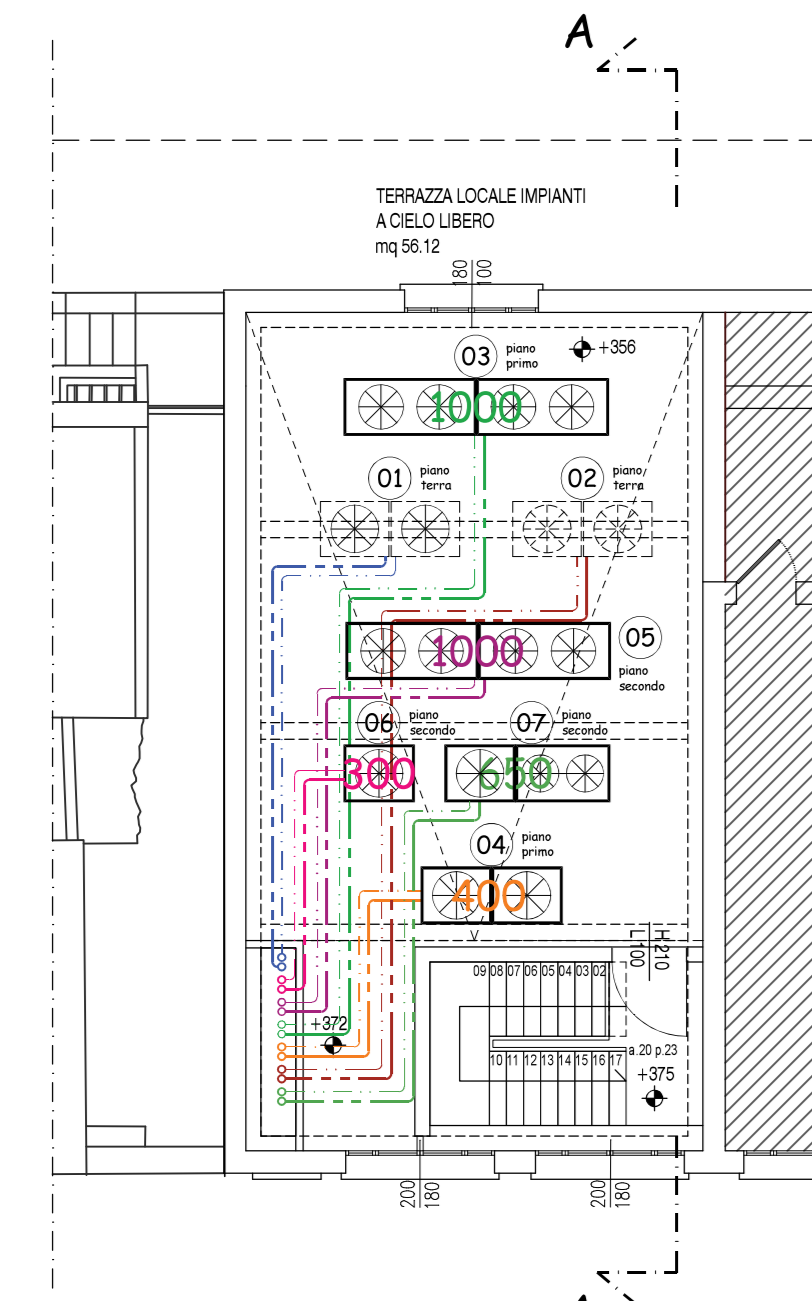 A
TERRAZZA LOCALE IMPIANTI
A CIELO LIBERO
mq 56.12
180
100
03
piano
primo
+356
1000
01
piano
terra
02
piano
terra
1000
05
piano
secondo
06
piano
secondo
07
piano
secondo
300
650
04
piano
primo
400
H 210
L 100
09 08 07 06 05 04 03 02
+372
10 11 12 13 14 15 16 17
a.20 p.23
+375
200
180
200
180